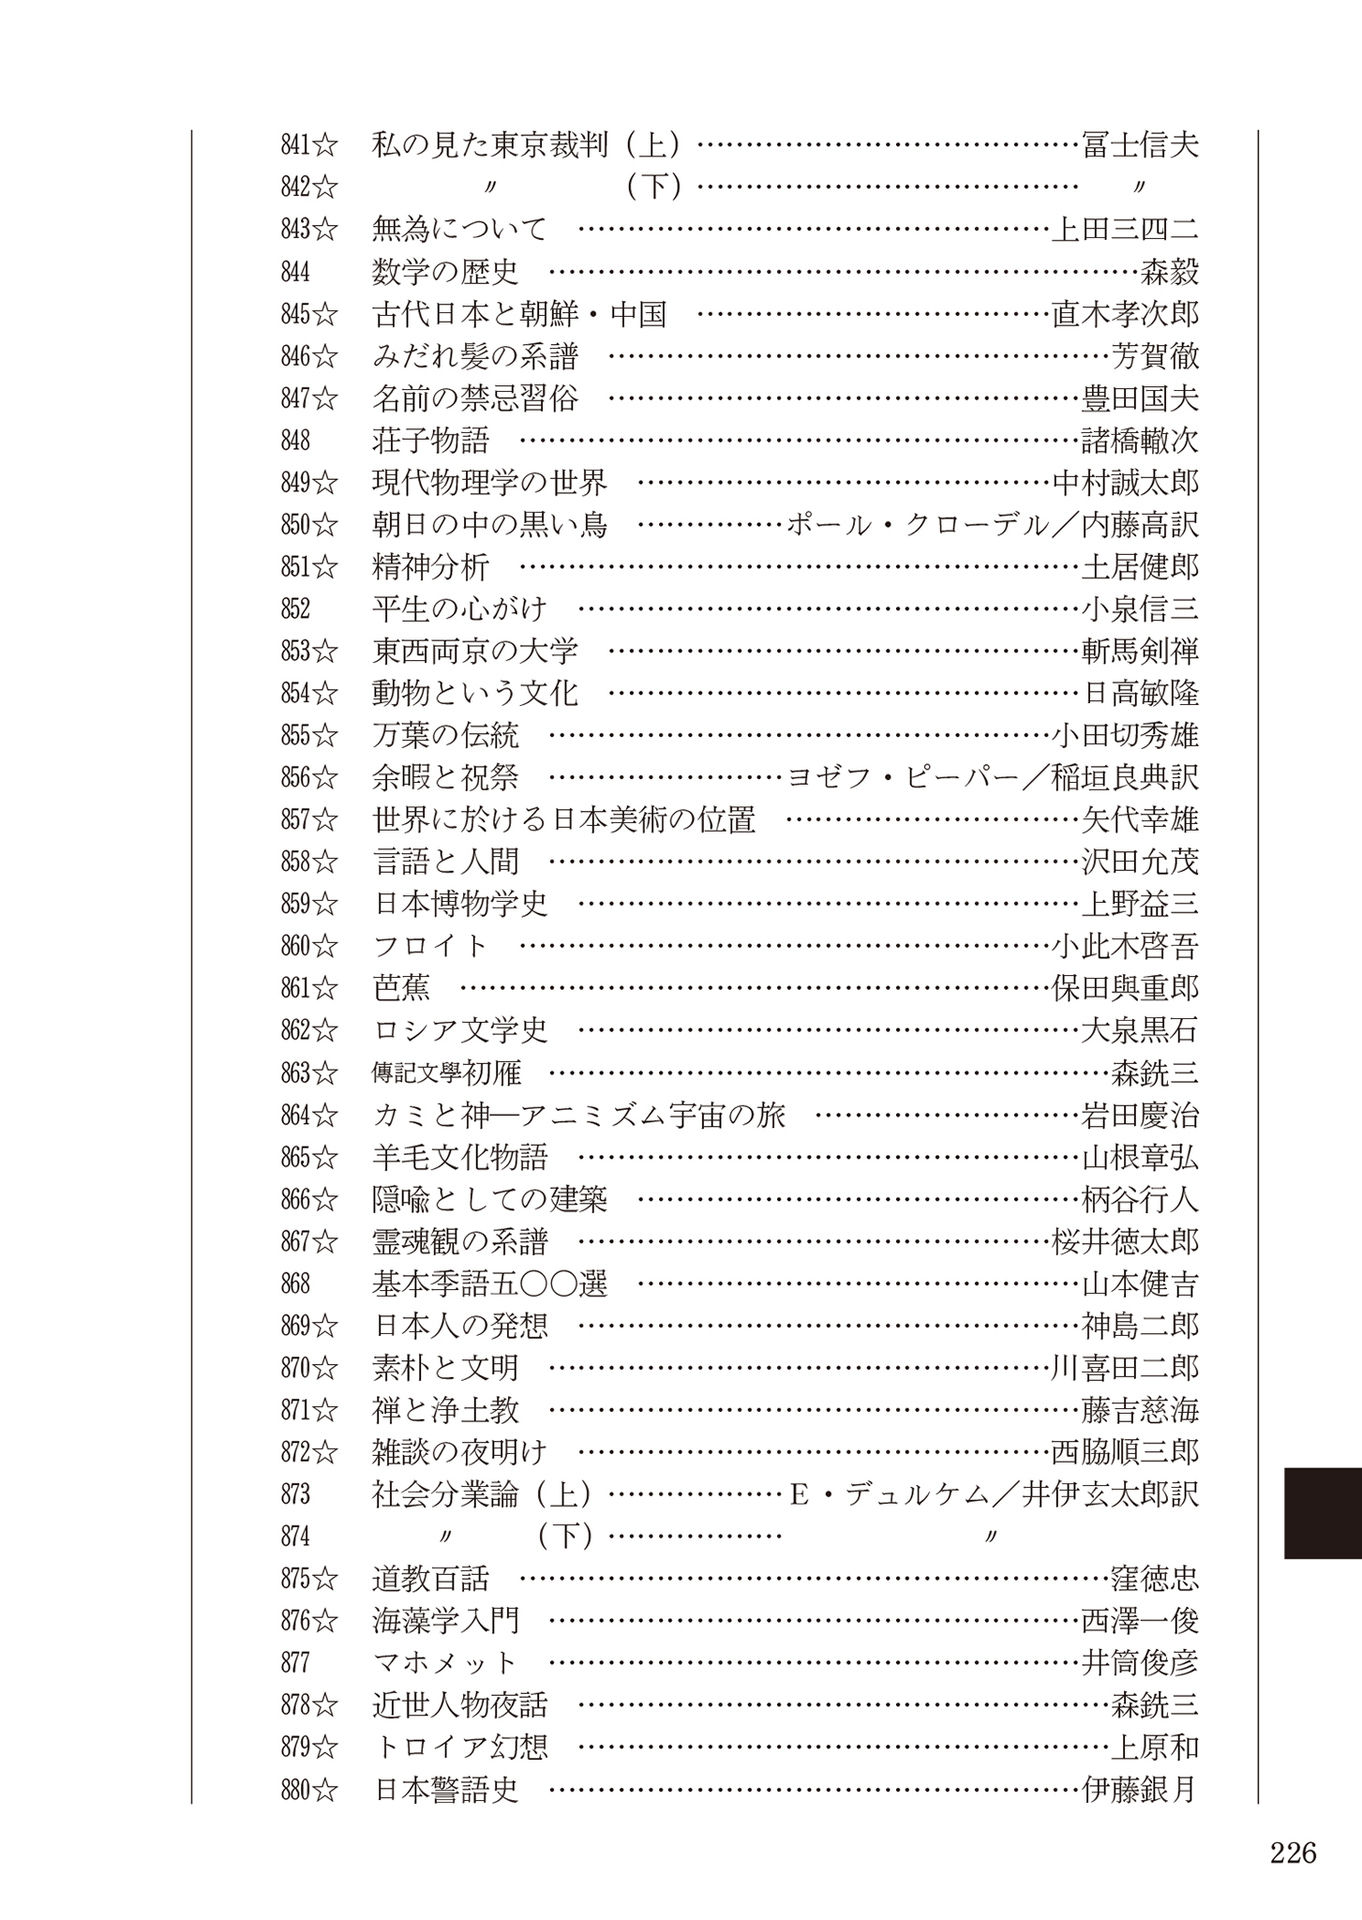 841☆ 私の見た東京裁判（上）……………………………………冨士信夫
842☆ 〃 （下）…………………………………… 〃
843☆ 無為について ……………………………………………上田三四二
844 数学の歴史 …………………………………………………………森毅
845☆ 古代日本と朝鮮・中国 …………………………………直木孝次郎
846☆ みだれ髪の系譜 ………………………………………………芳賀徹
847☆ 名前の禁忌習俗 ……………………………………………豊田国夫
848 荘子物語 ……………………………………………………諸橋轍次
849☆ 現代物理学の世界 ………………………………………中村誠太郎
850☆ 朝日の中の黒い鳥 ……………ポール・クローデル／内藤高訳
851☆ 精神分析 ……………………………………………………土居健郎
852 平生の心がけ ………………………………………………小泉信三
853☆ 東西両京の大学 ……………………………………………斬馬剣禅
854☆ 動物という文化 ……………………………………………日高敏隆
855☆ 万葉の伝統 ………………………………………………小田切秀雄
856☆ 余暇と祝祭 ……………………ヨゼフ・ピーパー／稲垣良典訳
857☆ 世界に於ける日本美術の位置 ……………………………矢代幸雄
858☆ 言語と人間 …………………………………………………沢田允茂
859☆ 日本博物学史 ………………………………………………上野益三
860☆ フロイト …………………………………………………小此木啓吾
861☆ 芭蕉 ………………………………………………………保田與重郎
862☆ ロシア文学史 ………………………………………………大泉黒石
863☆ 傳記文學初雁 ……………………………………………………森銑三
864☆ カミと神―アニミズム宇宙の旅 …………………………岩田慶治
865☆ 羊毛文化物語 ………………………………………………山根章弘
866☆ 隠喩としての建築 …………………………………………柄谷行人
867☆ 霊魂観の系譜 ……………………………………………桜井徳太郎
868 基本季語五〇〇選 …………………………………………山本健吉
869☆ 日本人の発想 ………………………………………………神島二郎
870☆ 素朴と文明 ………………………………………………川喜田二郎
871☆ 禅と浄土教 …………………………………………………藤吉慈海
872☆ 雑談の夜明け ……………………………………………西脇順三郎
873 社会分業論（上）………………Ｅ・デュルケム／井伊玄太郎訳
874 〃 （下）……………… 〃
875☆ 道教百話 ………………………………………………………窪徳忠
876☆ 海藻学入門 …………………………………………………西澤一俊
877 マホメット …………………………………………………井筒俊彦
878☆ 近世人物夜話 …………………………………………………森銑三
879☆ トロイア幻想 …………………………………………………上原和
880☆ 日本警語史 …………………………………………………伊藤銀月
226